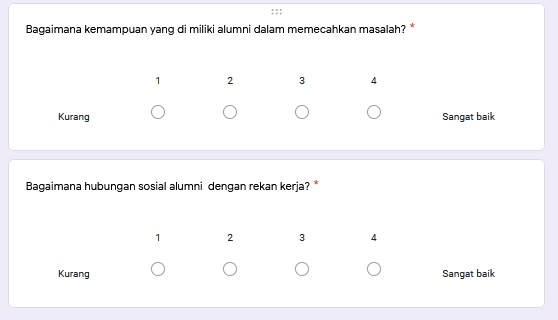 Bagaimana kemampuan yang di miliki alumni dalam memecahkan masalah? *
1 2 3 4
Kurang Sangat baik
Bagaimana hubungan sosial alumni dengan rekan kerja? *
1 2 3 4
Kurang Sangat baik